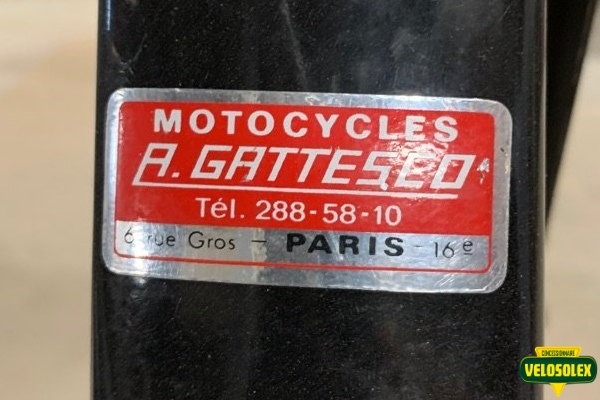 MOTOCYCLES
A. GATTESCO
Tél. 288-58-10
6 rue Gros - PARIS - 16e
CONCESSIONNAIRE
VELOSOLEX